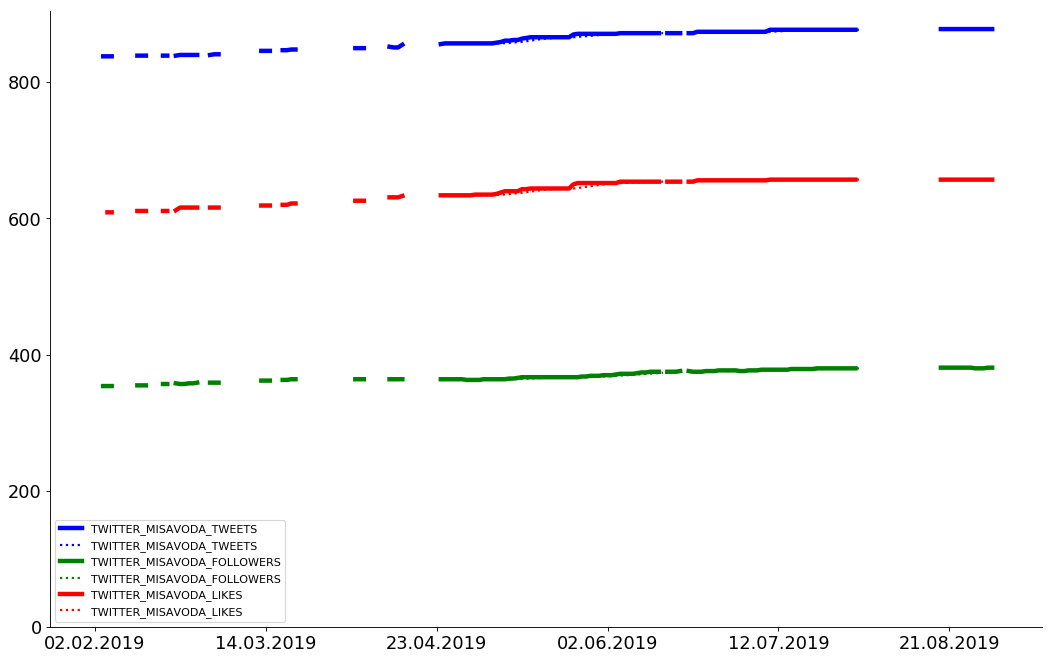 800
600
400
200
0
TWITTER_MISAVODA_TWEETS
TWITTER_MISAVODA_TWEETS
TWITTER_MISAVODA_FOLLOWERS
TWITTER_MISAVODA_FOLLOWERS
TWITTER_MISAVODA_LIKES
TWITTER_MISAVODA_LIKES
02.02.2019 14.03.2019 23.04.2019 02.06.2019 12.07.2019 21.08.2019